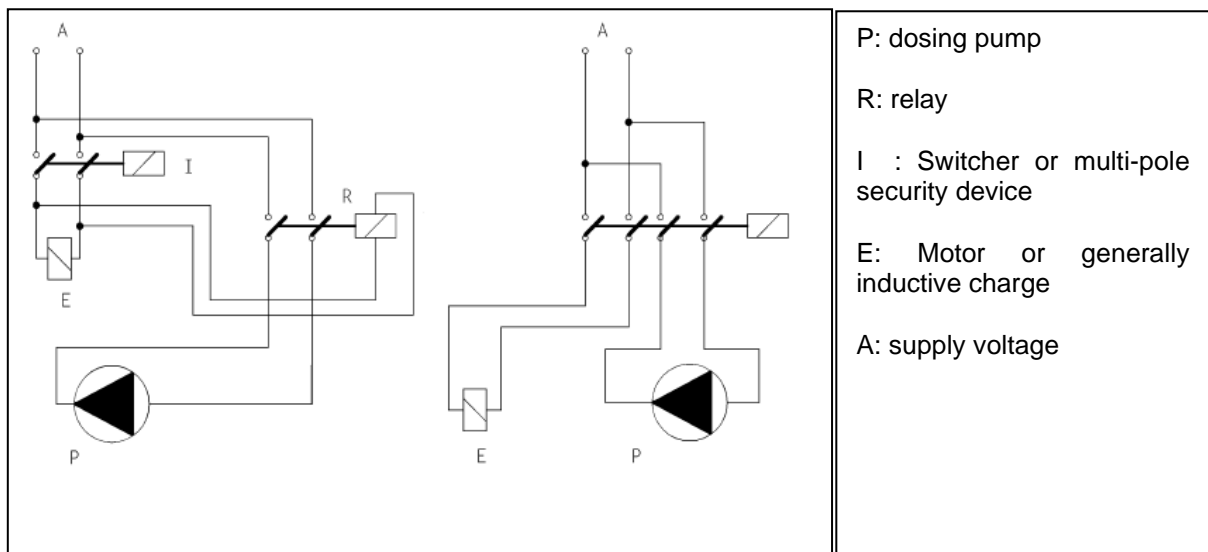 A
I
R
E
P
A
E
P
P: dosing pump
R: relay
I : Switcher or multi-pole
security device
E: Motor or generally
inductive charge
A: supply voltage